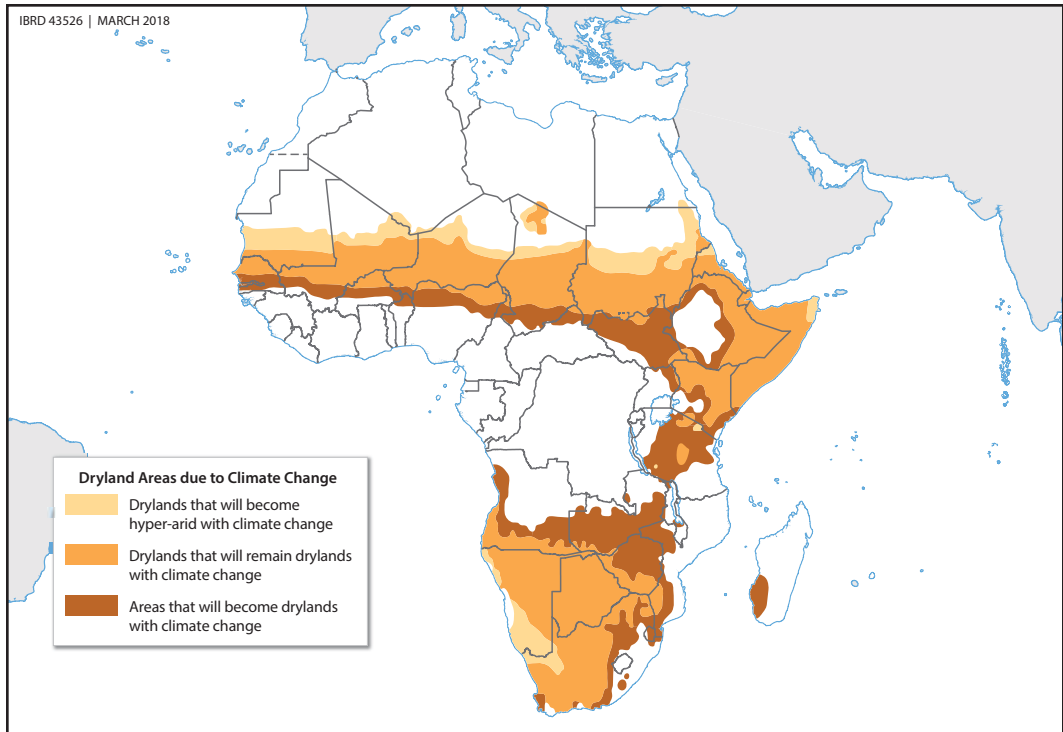 IBRD 43526 | MARCH 2018
Dryland Areas due to Climate Change
Drylands that will become
hyper-arid with climate change
Drylands that will remain drylands
with climate change
Areas that will become drylands
with climate change